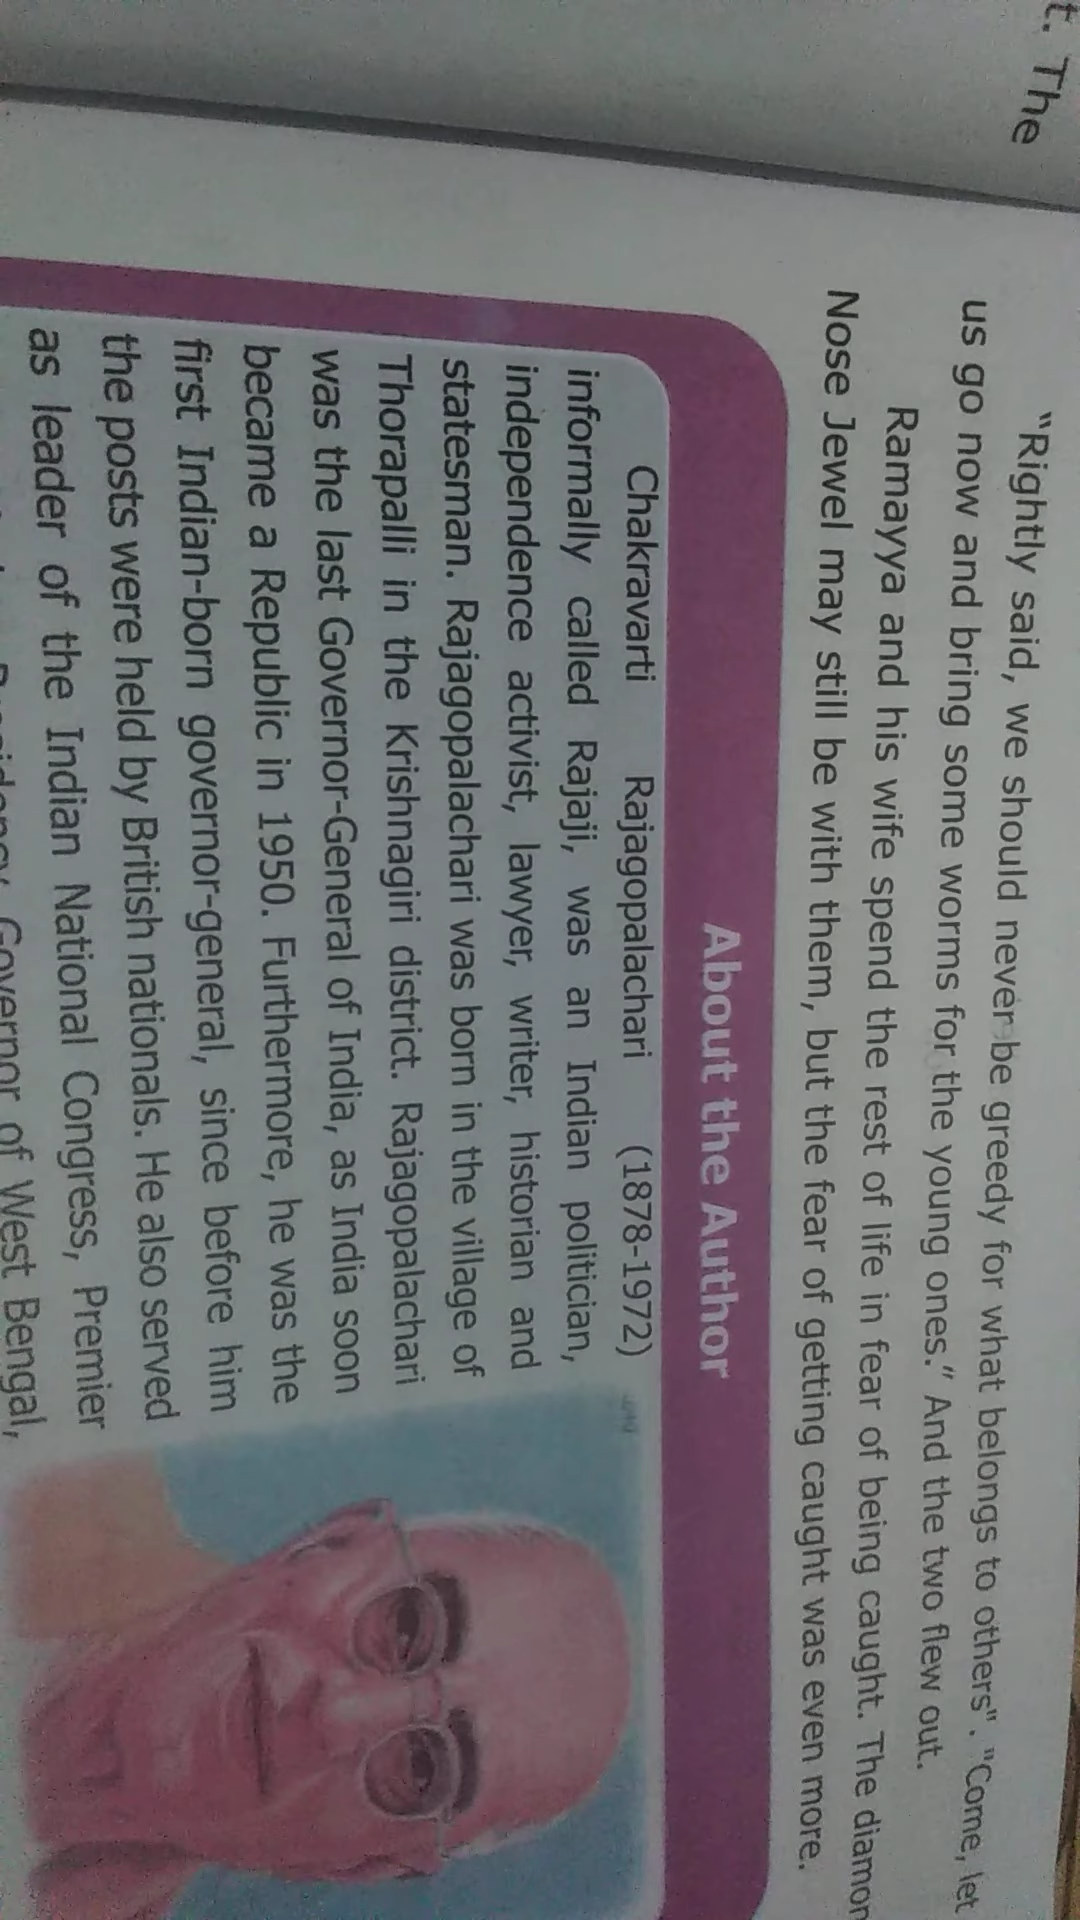 t. The
"Rightly said, we should never be greedy for what belongs to others". "Come, let
us go now and bring some worms for the young ones." And the two flew out.
Ramayya and his wife spend the rest of life in fear of being caught. The diamon
Nose Jewel may still be with them, but the fear of getting caught was even more.
About the Author
Chakravarti Rajagopalachari (1878-1972)
informally called Rajaji, was an Indian politician,
independence activist, lawyer, writer, historian and
statesman. Rajagopalachari was born in the village of
Thorapalli in the Krishnagiri district. Rajagopalachari
was the last Governor-General of India, as India soon
became a Republic in 1950. Furthermore, he was the
first Indian-born governor-general, since before him
the posts were held by British nationals. He also served
as leader of the Indian National Congress, Premier
Governor of West Bengal,